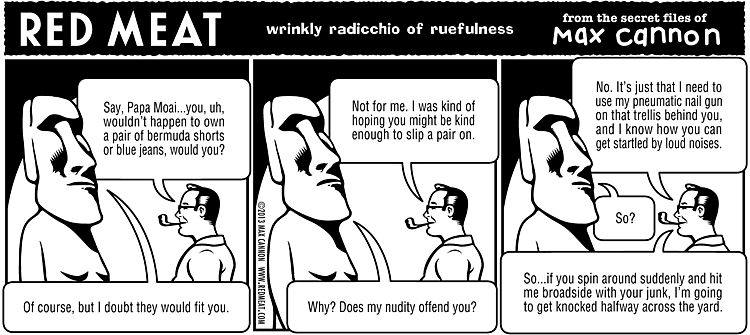 RED MEAT
wrinkly radicchio of ruefulness
from the secret files of
Max Cannon
Say, Papa Moai...you, uh,
wouldn't happen to own
a pair of bermuda shorts
or blue jeans, would you?
Of course, but I doubt they would fit you.
©2013 MAX CANNON WWW.REDMEAT.COM
Not for me. I was kind of
hoping you might be kind
enough to slip a pair on.
Why? Does my nudity offend you?
No. It's just that I need to
use my pneumatic nail gun
on that trellis behind you,
and I know how you can
get startled by loud noises.
So?
So...if you spin around suddenly and hit
me broadside with your junk, I'm going
to get knocked halfway across the yard.